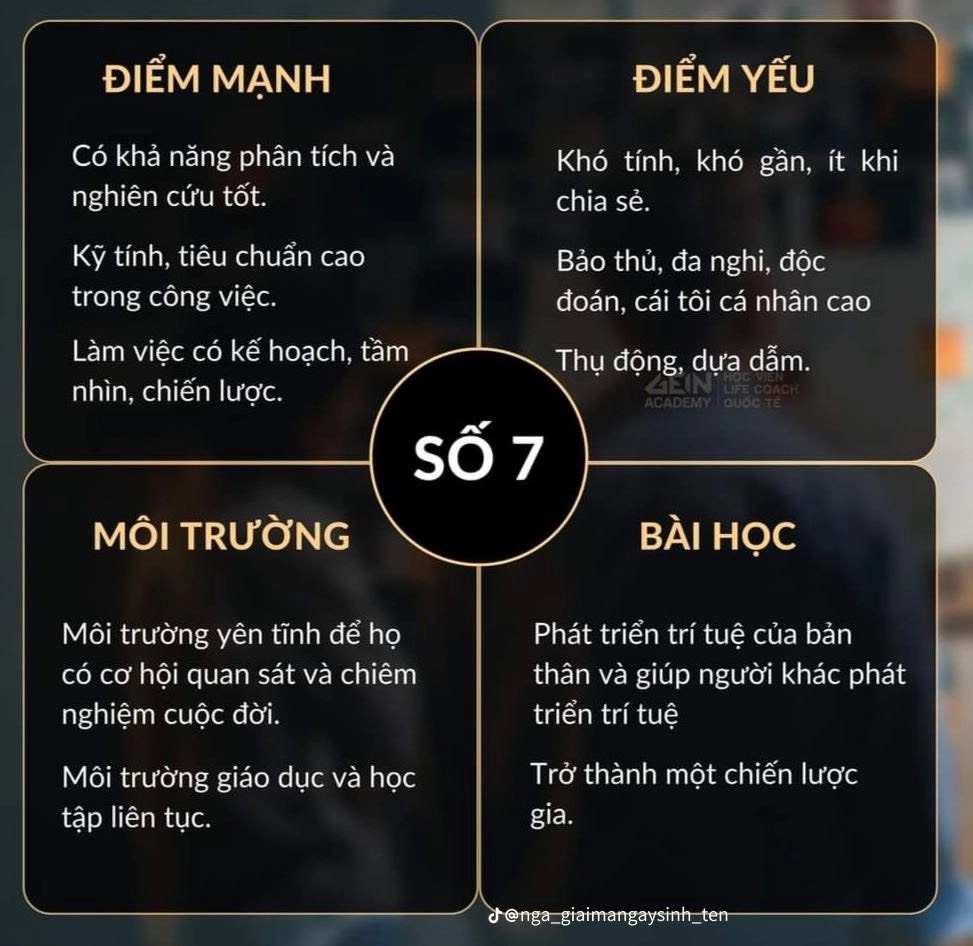 ĐIỂM MẠNH
Có khả năng phân tích và
nghiên cứu tốt.
Kỹ tính, tiêu chuẩn cao
trong công việc.
Làm việc có kế hoạch, tầm
nhìn, chiến lược.
ĐIỂM YẾU
Khó tính, khó gần, ít khi
chia sẻ.
Bảo thủ, đa nghi, độc
đoán, cái tôi cá nhân cao
Thụ động, dựa dẫm.
GEIN
ACADEMY
HỌC VIỆN
LIFE COACH
QUỐC TẾ
SỐ 7
MÔI TRƯỜNG
Môi trường yên tĩnh để họ
có cơ hội quan sát và chiêm
nghiệm cuộc đời.
Môi trường giáo dục và học
tập liên tục.
BÀI HỌC
Phát triển trí tuệ của bản
thân và giúp người khác phát
triển trí tuệ
Trở thành một chiến lược
gia.
@nga_giaimangaysinh_ten